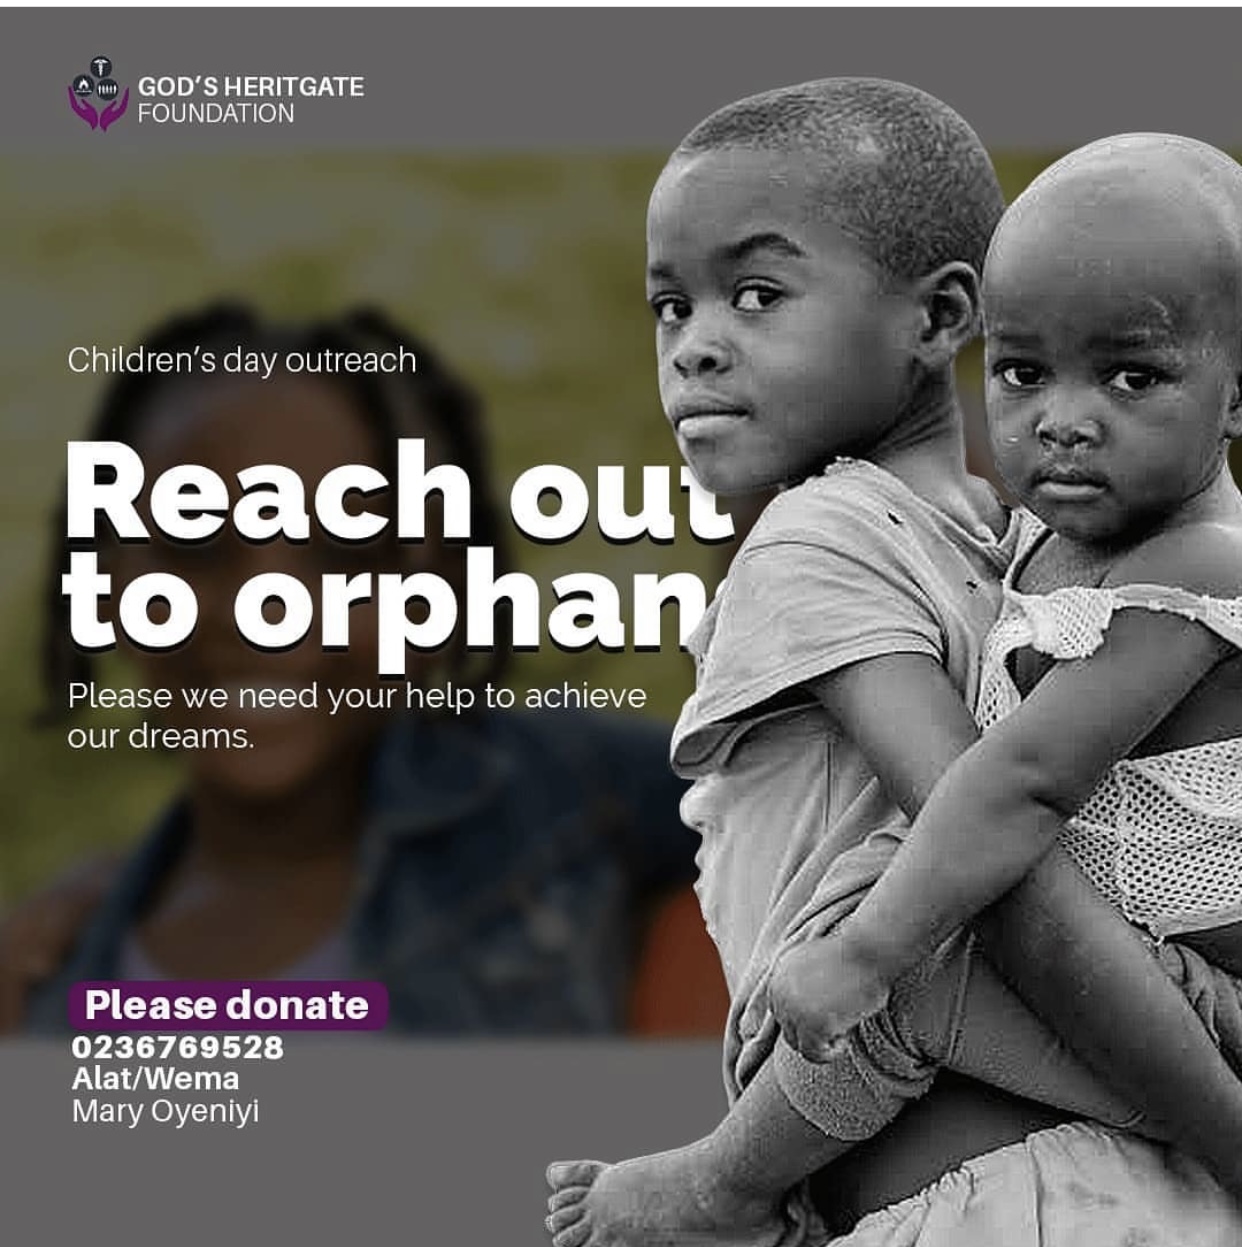 GOD'S HERITGATE
FOUNDATION
Children's day outreach
Reach out
to orphan
Please we need your help to achieve
our dreams.
Please donate
0236769528
Alat/Wema
Mary Oyeniyi